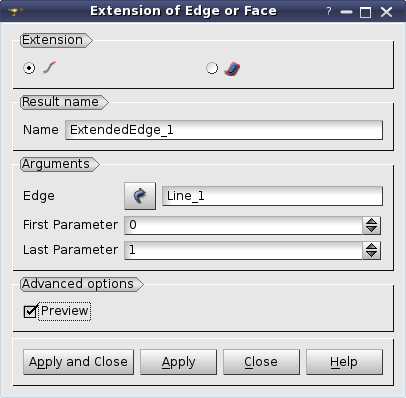 Extension of Edge or Face
Extension
Result name
Name ExtendedEdge_1
Arguments
Edge Line_1
First Parameter 0
Last Parameter 1
Advanced options
Preview
Apply and Close Apply Close Help